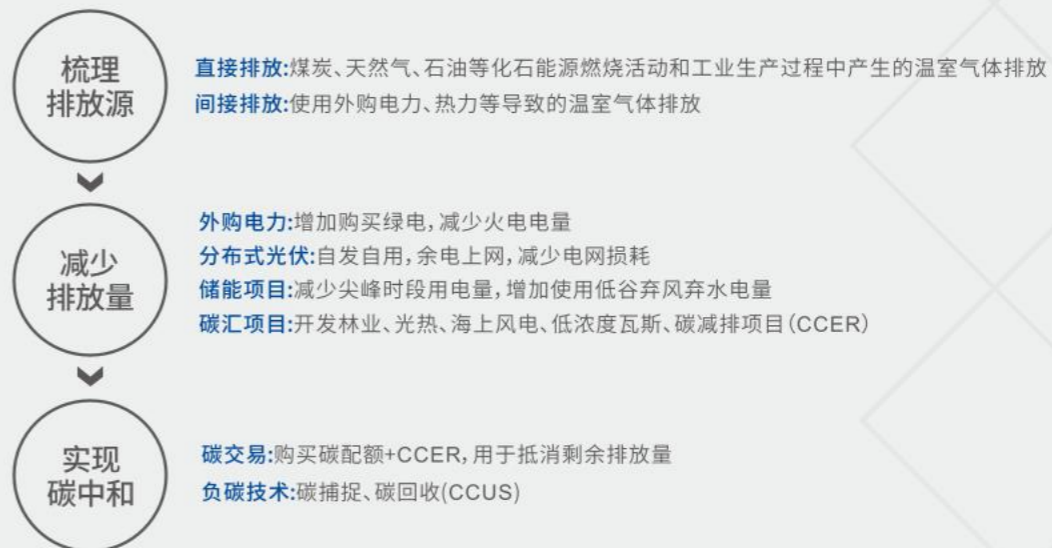 梳理
排放源
直接排放:煤炭、天然气、石油等化石能源燃烧活动和工业生产过程中产生的温室气体排放
间接排放:使用外购电力、热力等导致的温室气体排放
减少
排放量
外购电力:增加购买绿电,减少火电电量
分布式光伏:自发自用,余电上网,减少电网损耗
储能项目:减少尖峰时段用电量,增加使用低谷弃风弃水电量
碳汇项目:开发林业、光热、海上风电、低浓度瓦斯、碳减排项目(CCER)
实现
碳中和
碳交易:购买碳配额+CCER,用于抵消剩余排放量
负碳技术:碳捕捉、碳回收(CCUS)